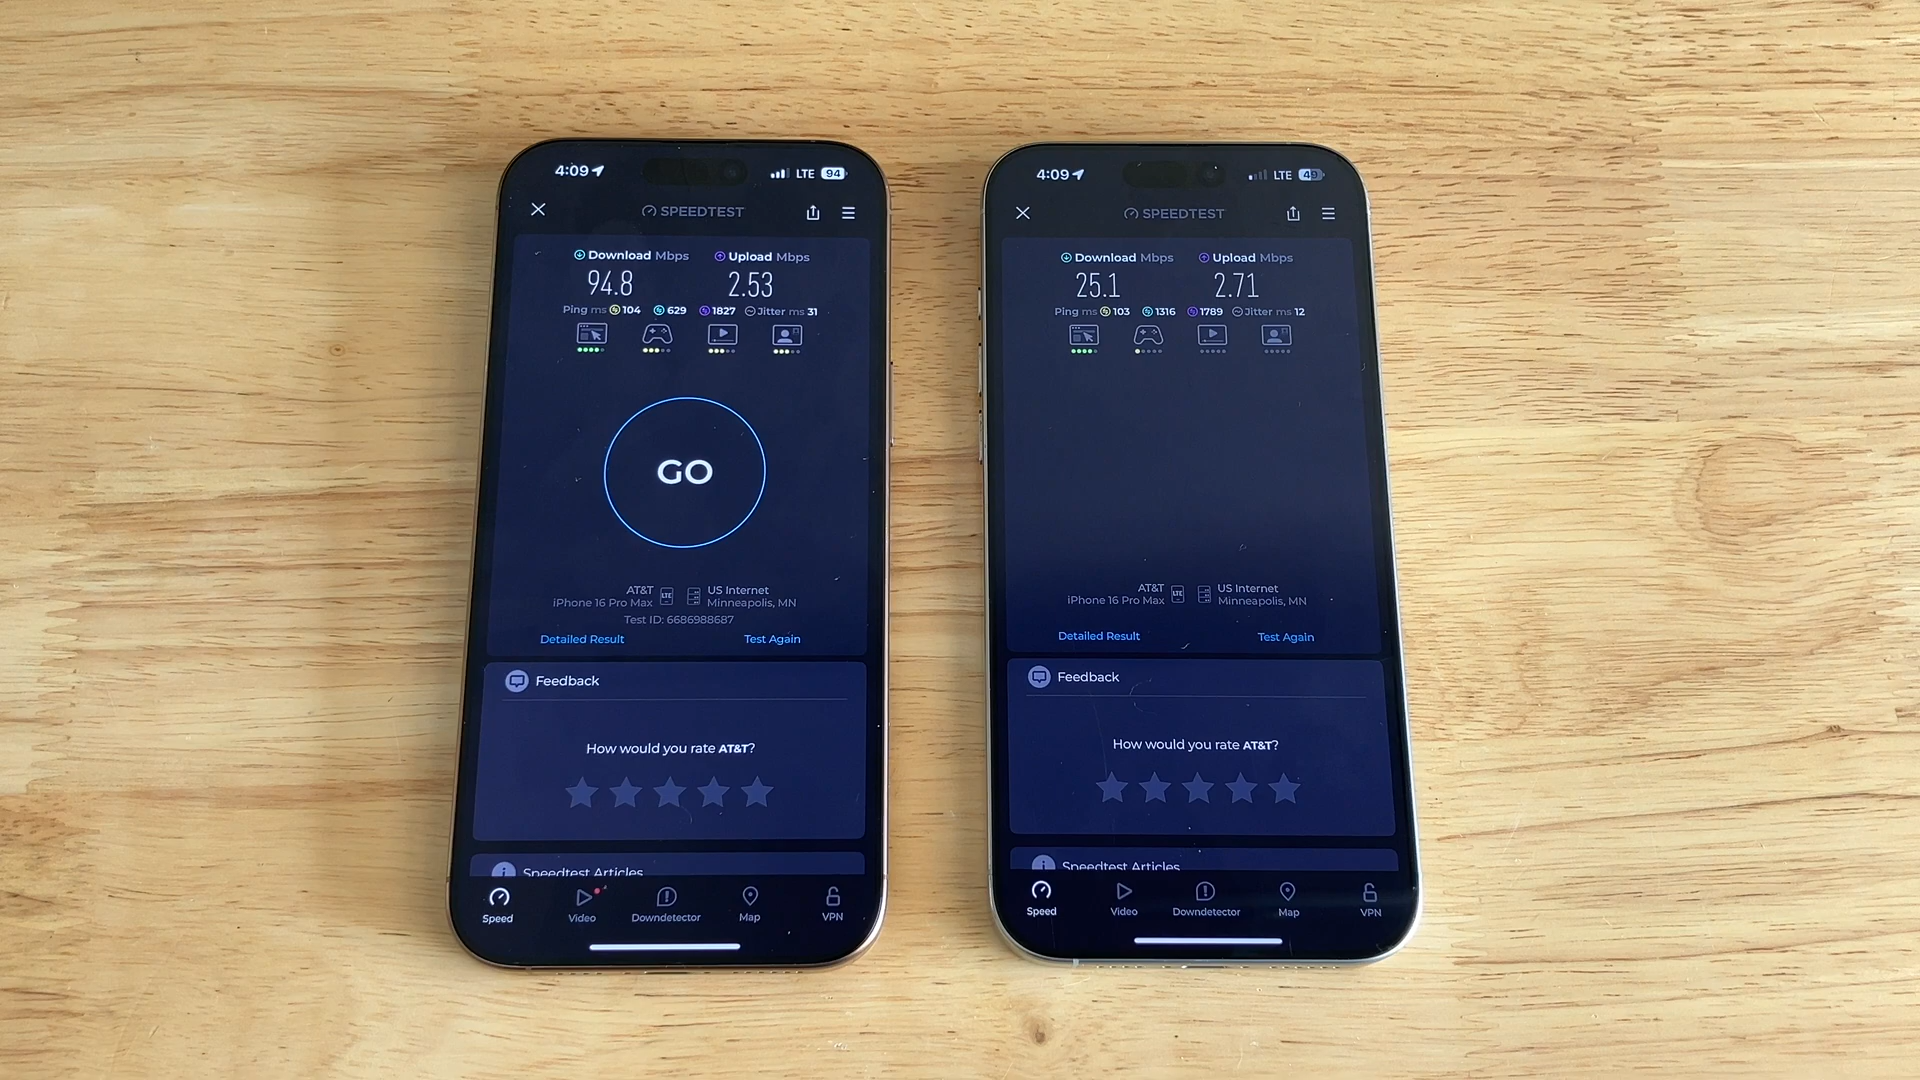 4:09 LTE 94
SPEEDTEST
Download Mbps Upload Mbps
94.8 2.53
Ping ms 104 629 1827 Jitter ms 31
GO
AT&T LTE US Internet
iPhone 16 Pro Max Minneapolis, MN
Test ID: 6686988687
Detailed Result Test Again
Feedback
How would you rate AT&T?
Speedtest Articles
Speed Video Downdetector Map VPN
4:09 LTE 49
SPEEDTEST
Download Mbps Upload Mbps
25.1 2.71
Ping ms 103 1316 1789 Jitter ms 12
AT&T LTE US Internet
iPhone 16 Pro Max Minneapolis, MN
Detailed Result Test Again
Feedback
How would you rate AT&T?
Speedtest Articles
Speed Video Downdetector Map VPN